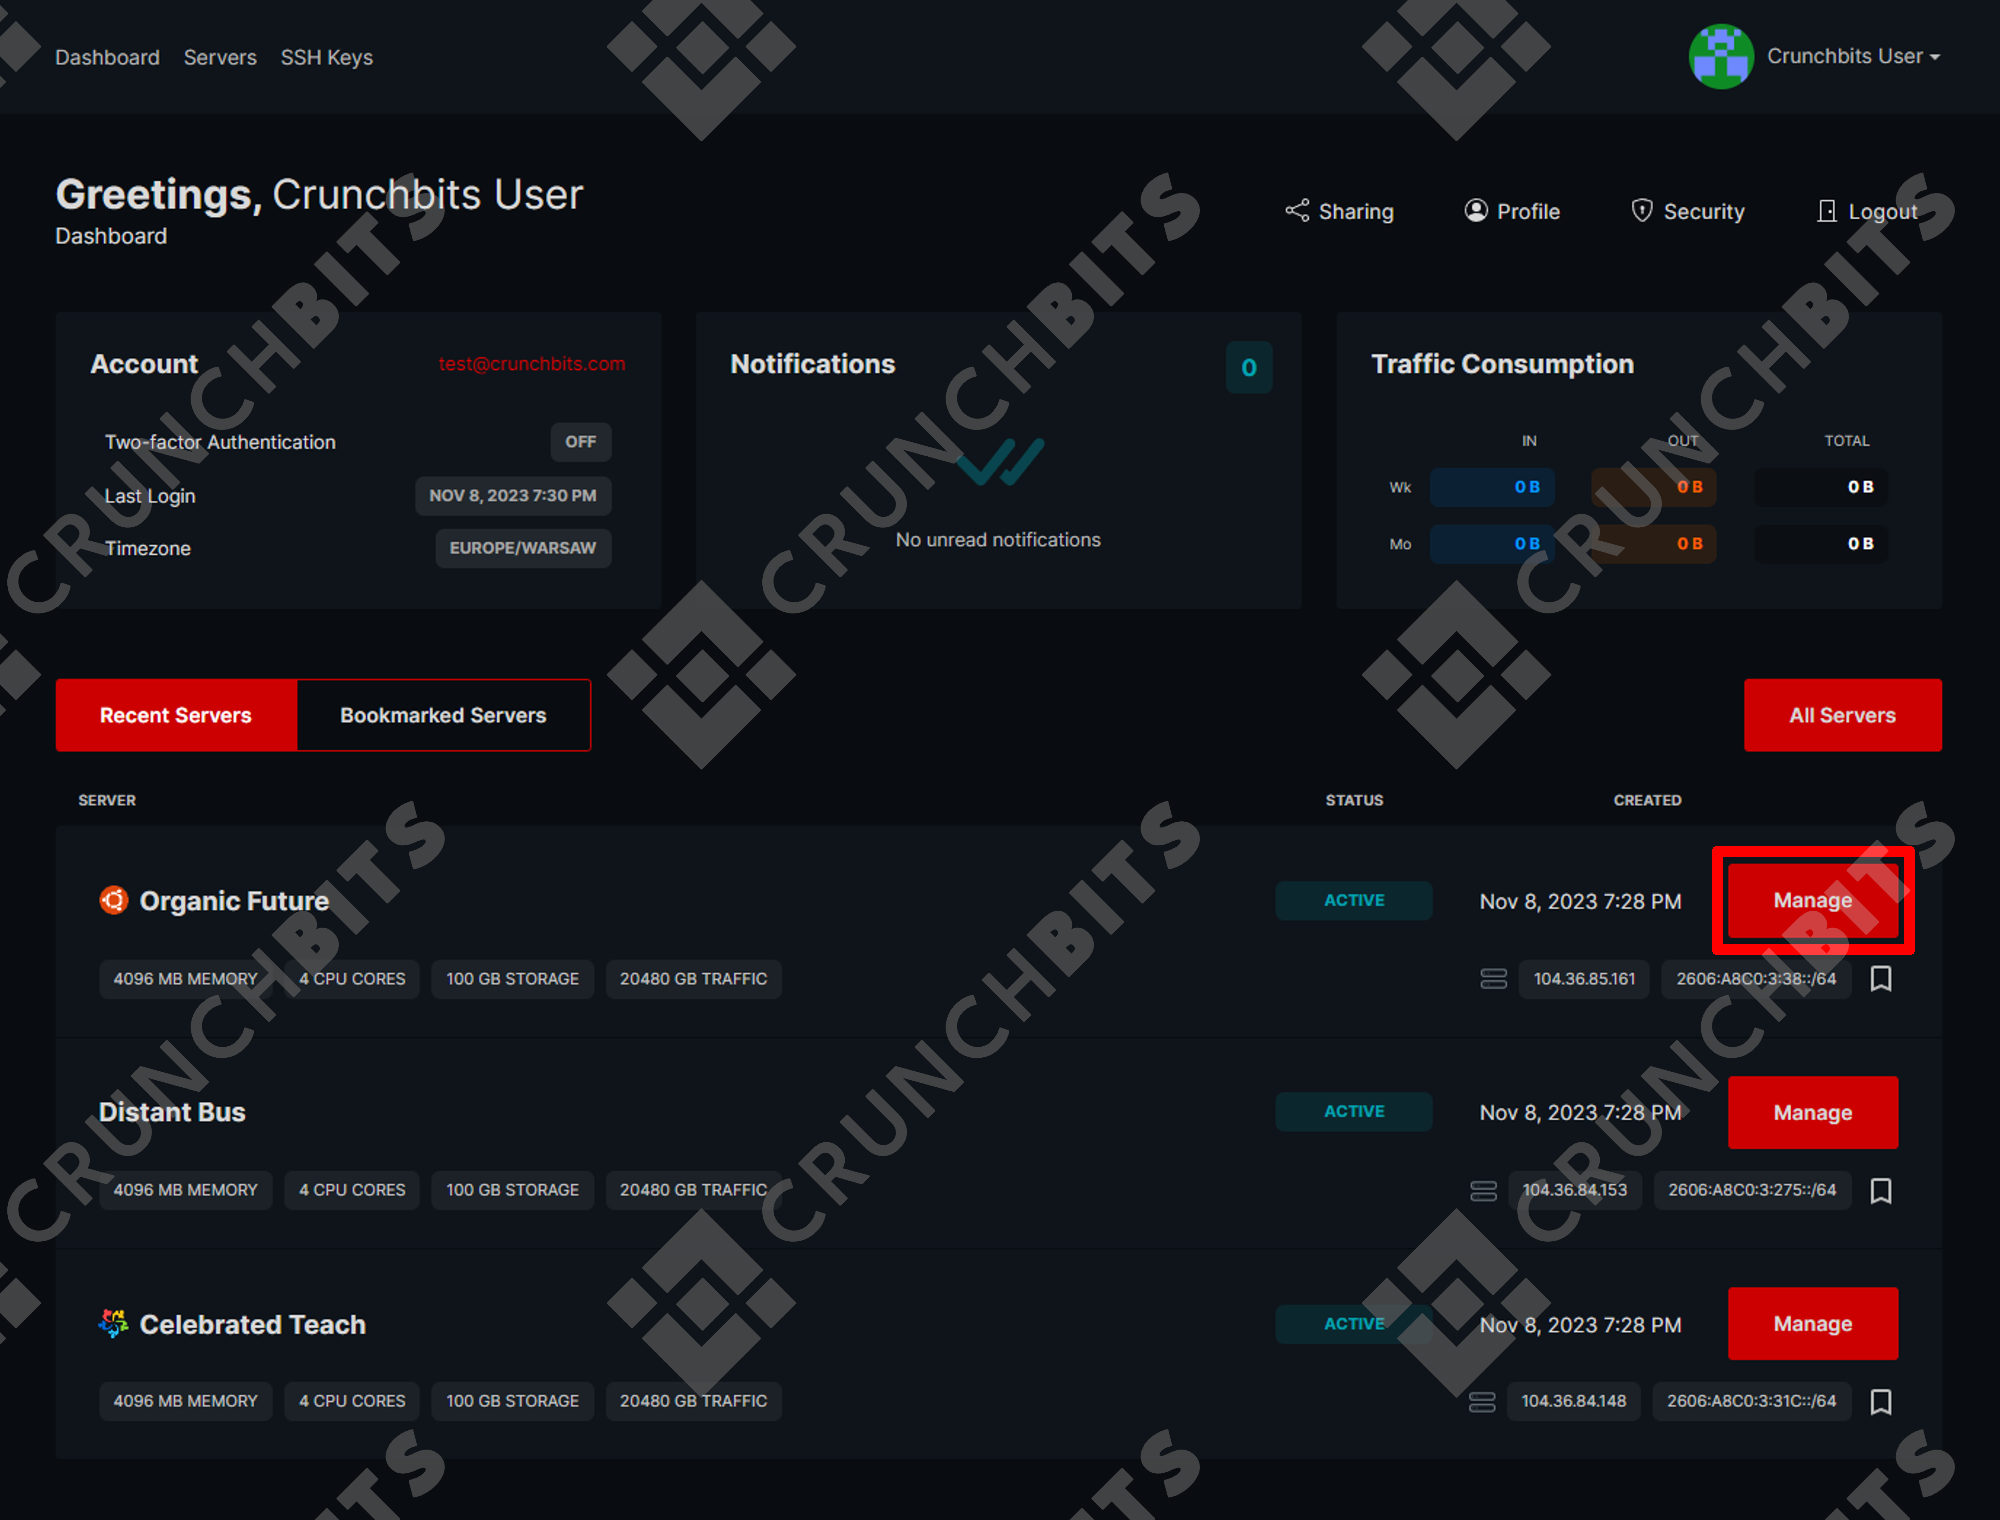 Dashboard Servers SSH Keys Crunchbits User
Greetings, Crunchbits User
Dashboard
Sharing Profile Security Logout
Account test@crunchbits.com
Two-factor Authentication OFF
Last Login NOV 8, 2023 7:30 PM
Timezone EUROPE/WARSAW
Notifications 0
No unread notifications
Traffic Consumption
IN OUT TOTAL
Wk 0 B 0 B 0 B
Mo 0 B 0 B 0 B
Recent Servers Bookmarked Servers All Servers
SERVER STATUS CREATED
Organic Future ACTIVE Nov 8, 2023 7:28 PM Manage
4096 MB MEMORY 4 CPU CORES 100 GB STORAGE 20480 GB TRAFFIC 104.36.85.161 2606:A8C0:3:38::/64
Distant Bus ACTIVE Nov 8, 2023 7:28 PM Manage
4096 MB MEMORY 4 CPU CORES 100 GB STORAGE 20480 GB TRAFFIC 104.36.84.153 2606:A8C0:3:275::/64
Celebrated Teach ACTIVE Nov 8, 2023 7:28 PM Manage
4096 MB MEMORY 4 CPU CORES 100 GB STORAGE 20480 GB TRAFFIC 104.36.84.148 2606:A8C0:3:31C::/64
CRUNCHBITS
CRUNCHBITS
CRUNCHBITS
CRUNCHBITS
CRUNCHBITS
CRUNCHBITS
ITS
ITS
ITS